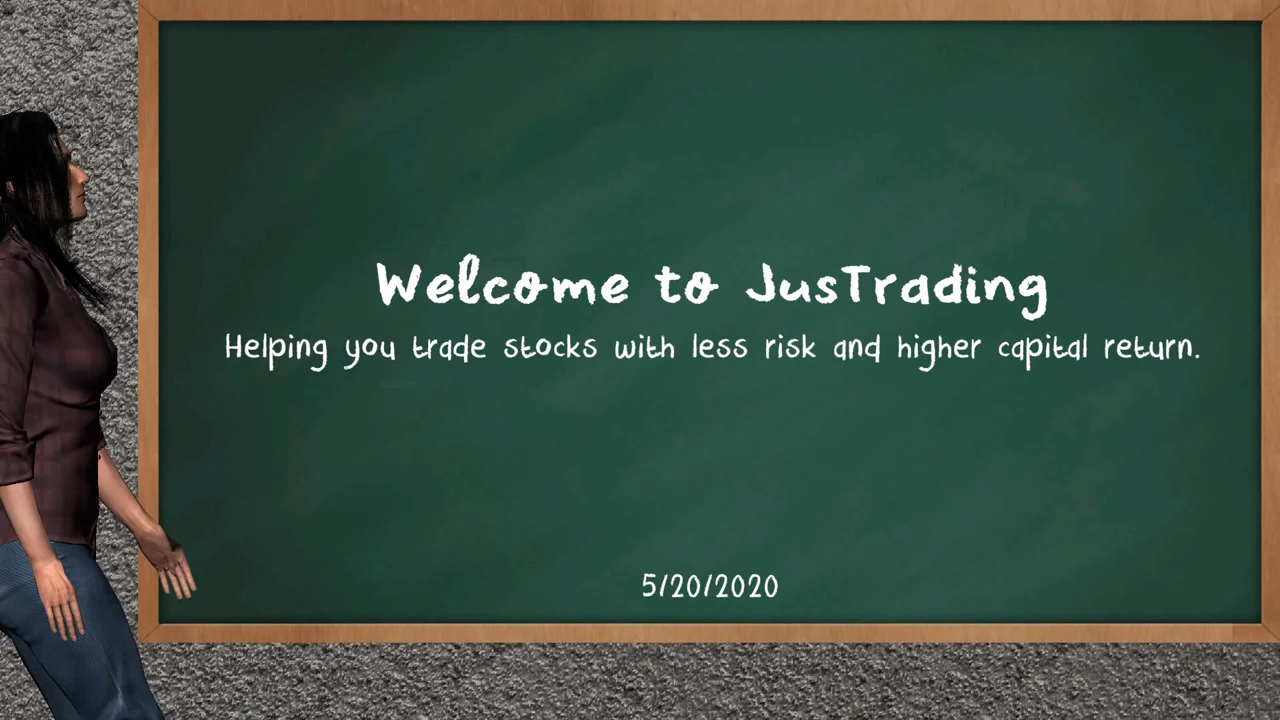 Welcome to JusTrading
Helping you trade stocks with less risk and higher capital return.
5/20/2020